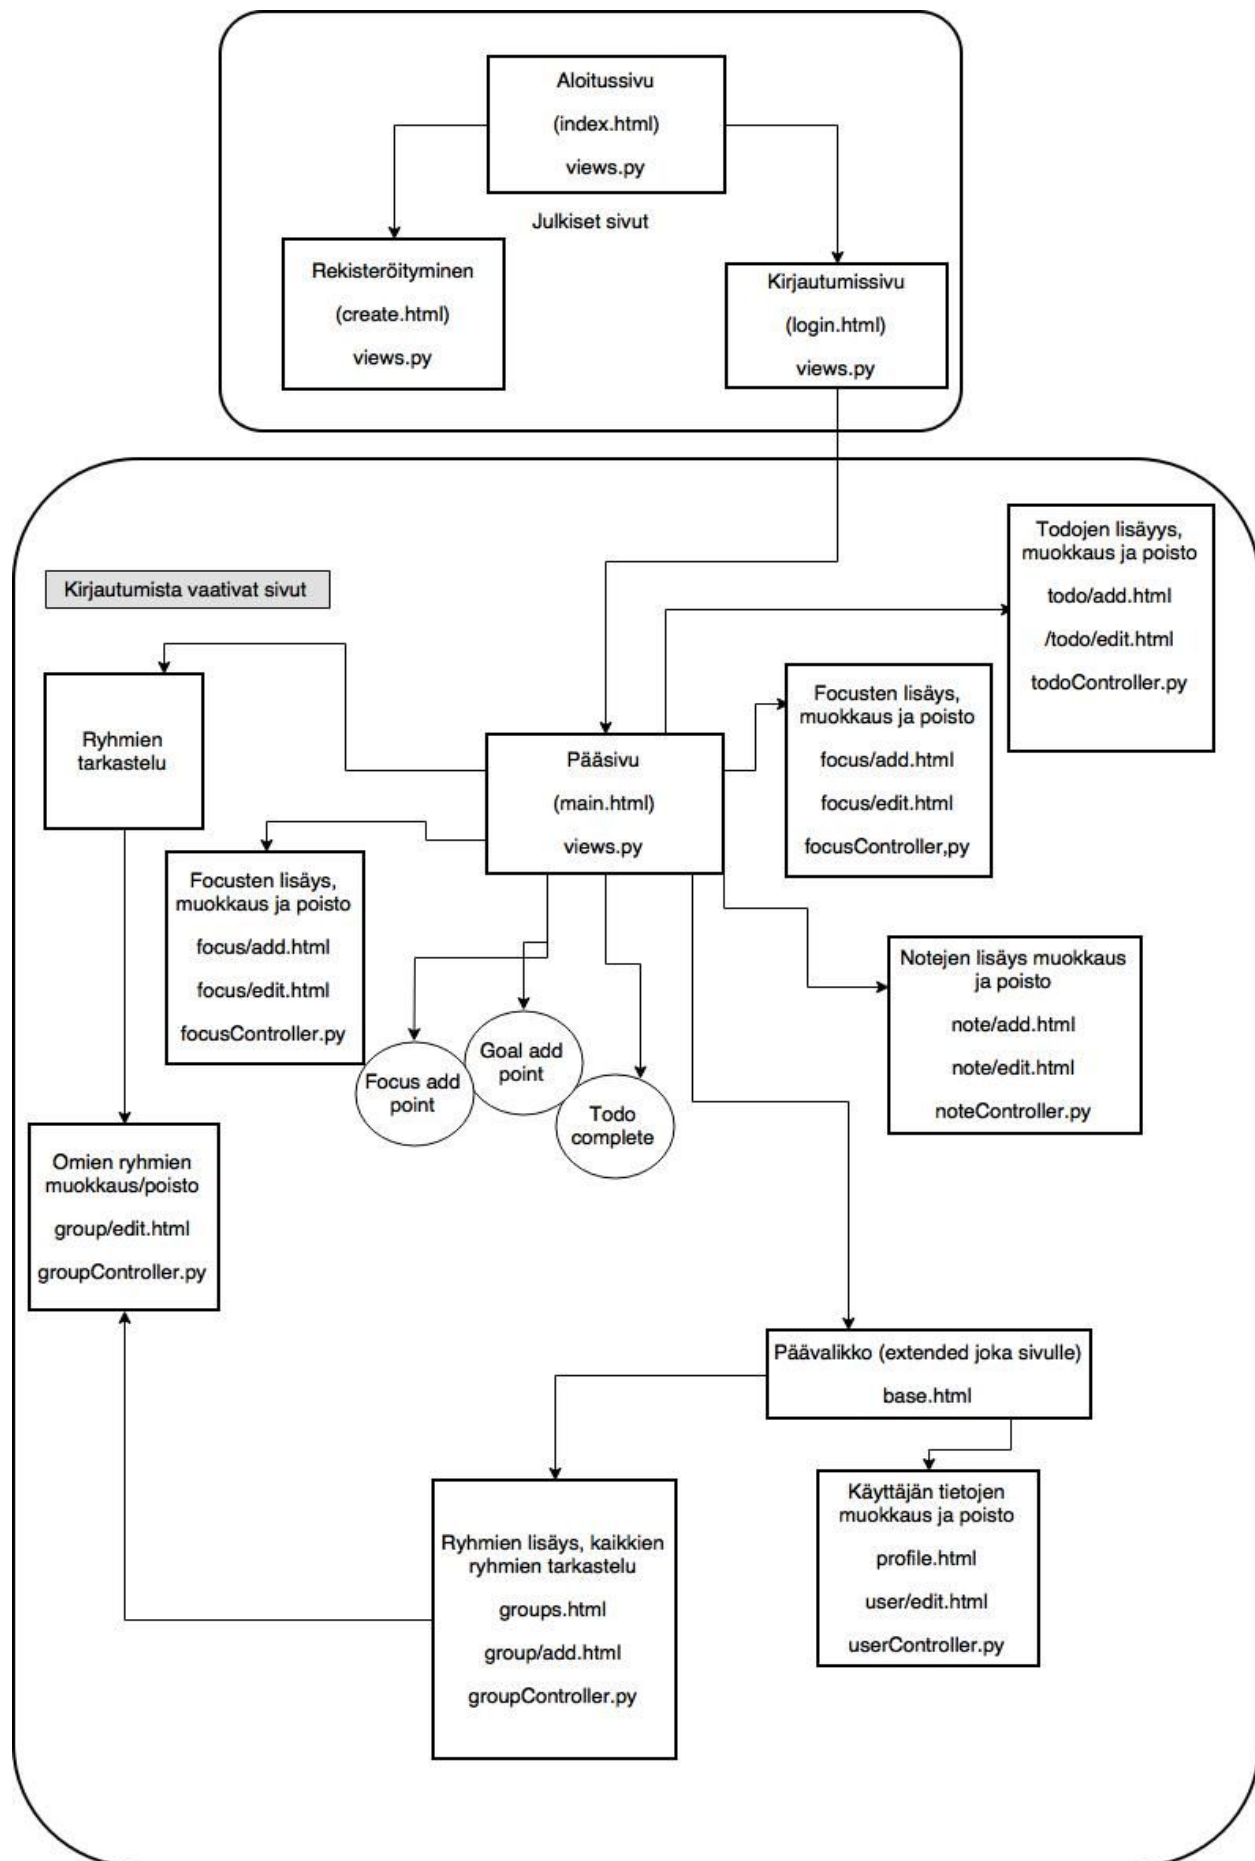 Aloitussivu
(index.html)
views.py
Julkiset sivut
Rekisteröityminen
(create.html)
views.py
Kirjautumissivu
(login.html)
views.py
Kirjautumista vaativat sivut
Todojen lisäyys,
muokkaus ja poisto
todo/add.html
/todo/edit.html
todoController.py
Ryhmien
tarkastelu
Focusten lisäys,
muokkaus ja poisto
focus/add.html
focus/edit.html
focusController,py
Pääsivu
(main.html)
views.py
Focusten lisäys,
muokkaus ja poisto
focus/add.html
focus/edit.html
focusController.py
Notejen lisäys muokkaus
ja poisto
note/add.html
note/edit.html
noteController.py
Focus add
point
Goal add
point
Todo
complete
Omien ryhmien
muokkaus/poisto
group/edit.html
groupController.py
Päävalikko (extended joka sivulle)
base.html
Ryhmien lisäys, kaikkien
ryhmien tarkastelu
groups.html
group/add.html
groupController.py
Käyttäjän tietojen
muokkaus ja poisto
profile.html
user/edit.html
userController.py